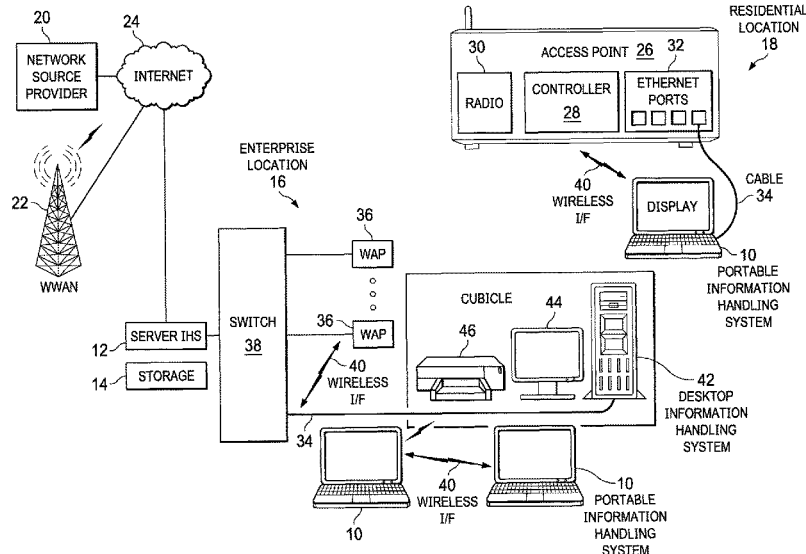 20
NETWORK
SOURCE
PROVIDER
24
INTERNET
22
WWAN
ENTERPRISE
LOCATION
16
RESIDENTIAL
LOCATION
18
ACCESS POINT 26
30
RADIO
CONTROLLER
28
32
ETHERNET
PORTS
40
WIRELESS
I/F
CABLE
34
DISPLAY
10
PORTABLE
INFORMATION
HANDLING
SYSTEM
36
WAP
36
WAP
SWITCH
38
12
SERVER IHS
14
STORAGE
40
WIRELESS
I/F
34
CUBICLE
46
44
42
DESKTOP
INFORMATION
HANDLING
SYSTEM
10
40
WIRELESS
I/F
10
PORTABLE
INFORMATION
HANDLING
SYSTEM